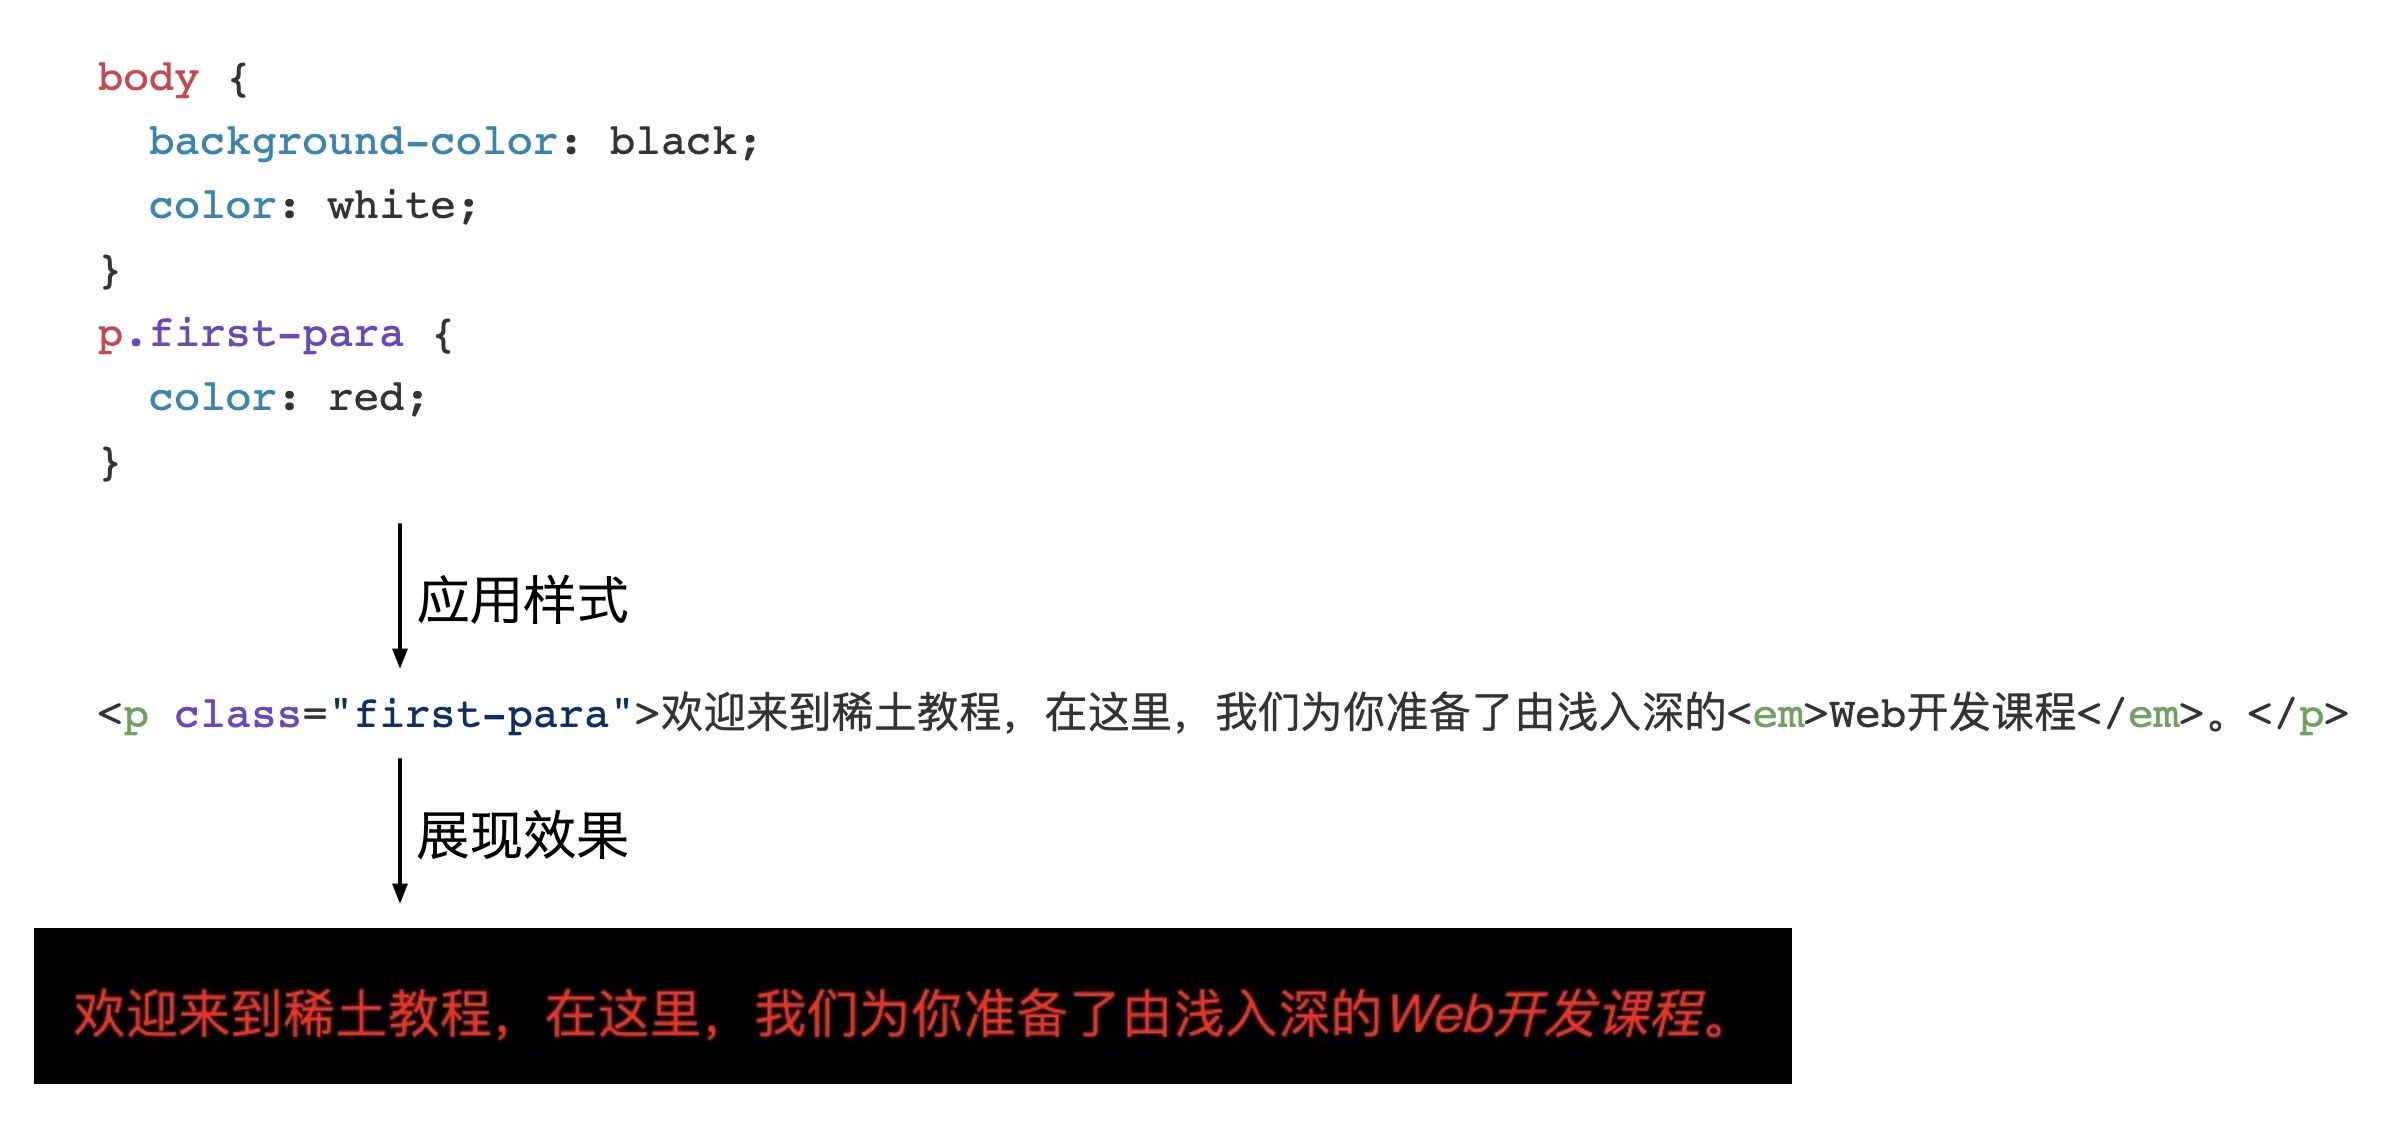 body {
  background-color: black;
  color: white;
}
p.first-para {
  color: red;
}
应用样式
<p class="first-para">欢迎来到稀土教程，在这里，我们为你准备了由浅入深的<em>Web开发课程</em>。</p>
展现效果
欢迎来到稀土教程，在这里，我们为你准备了由浅入深的Web开发课程。